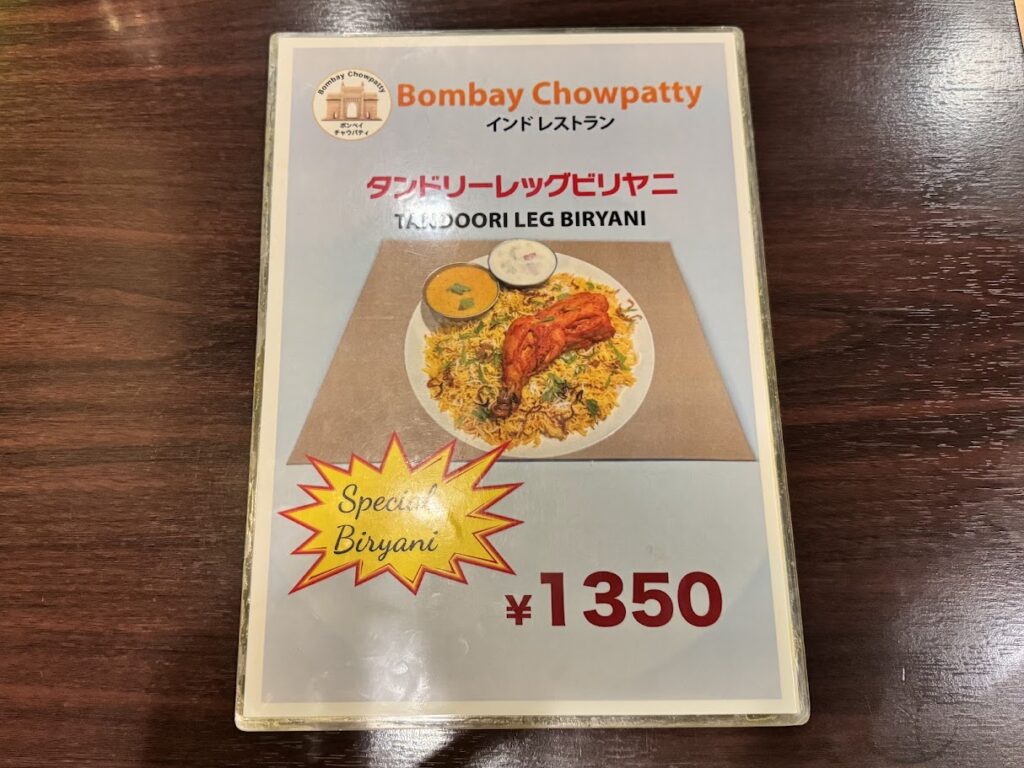 Bombay Chowpatty
ボンベイ
チャウパティ
Bombay Chowpatty
インドレストラン
タンドリーレッグビリヤニ
TANDOORI LEG BIRYANI
Special
Biryani
¥1350